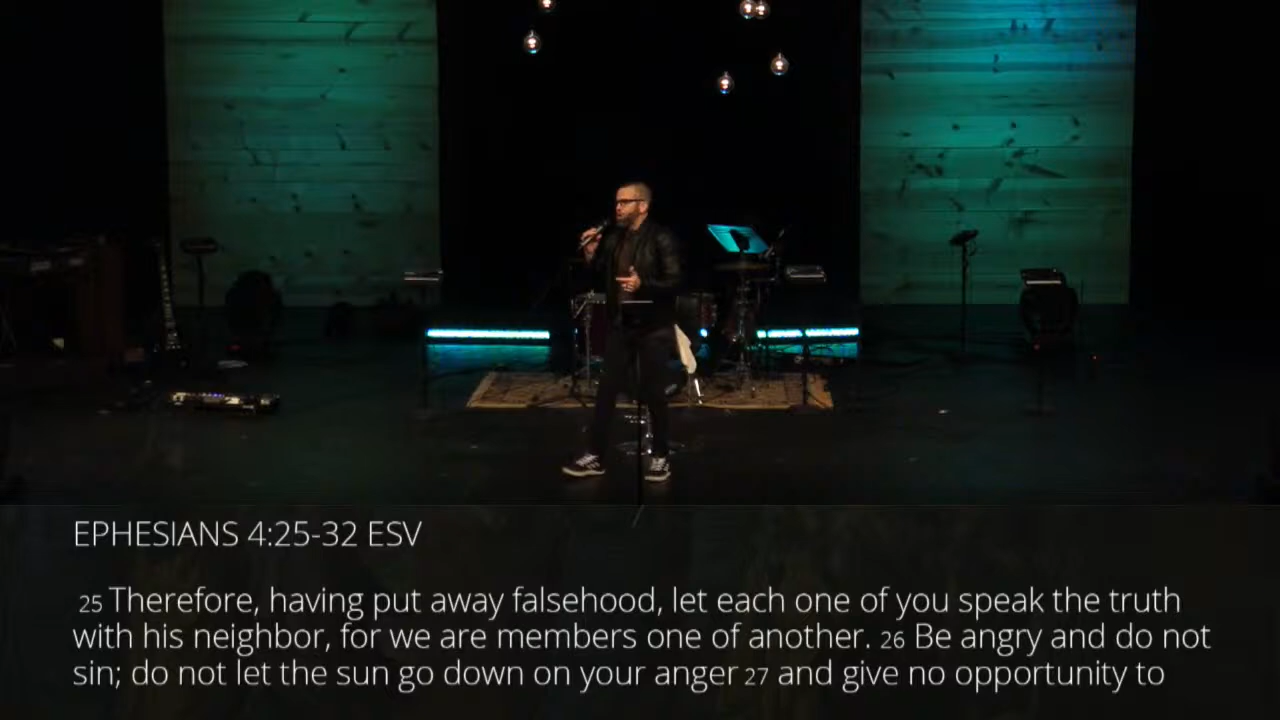 EPHESIANS 4:25-32 ESV
25 Therefore, having put away falsehood, let each one of you speak the truth
with his neighbor, for we are members one of another. 26 Be angry and do not
sin; do not let the sun go down on your anger 27 and give no opportunity to